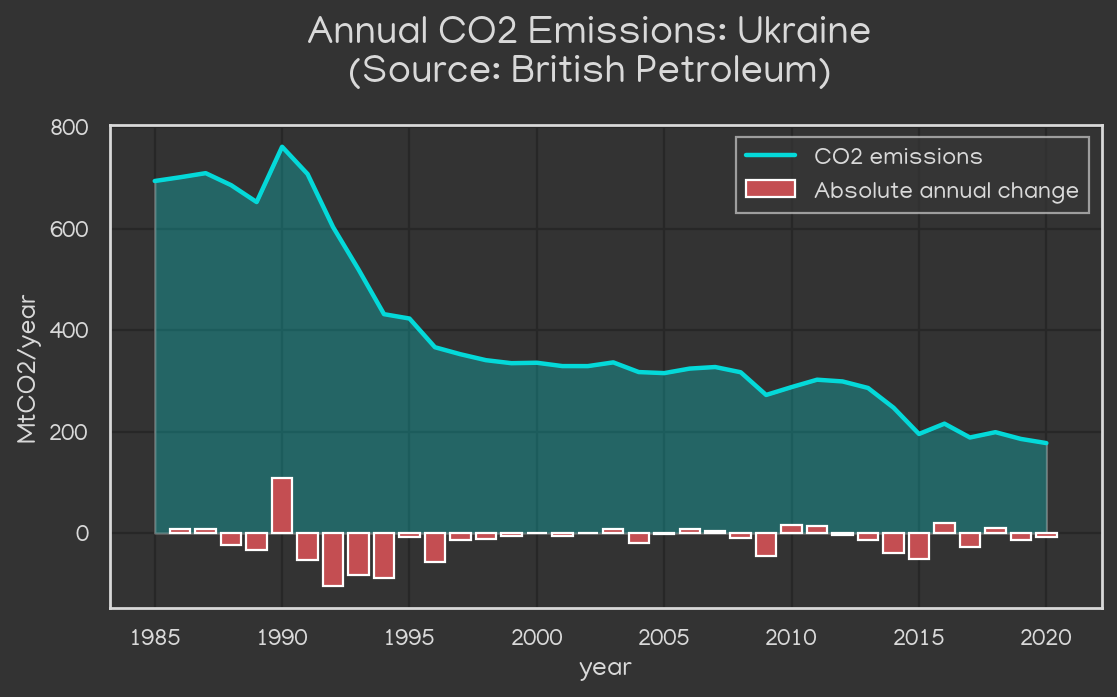 Annual CO2 Emissions: Ukraine
(Source: British Petroleum)
CO2 emissions
Absolute annual change
MtCO2/year
800
600
400
200
0
1985 1990 1995 2000 2005 2010 2015 2020
year